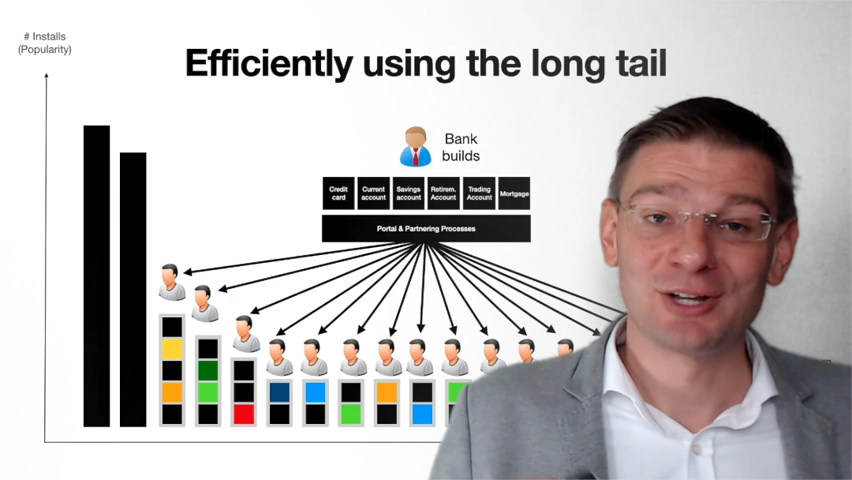 # Installs
(Popularity)
Efficiently using the long tail
Bank
builds
Credit
card
Current
account
Savings
account
Retirem.
Account
Trading
Account
Mortgage
Portal & Partnering Processes